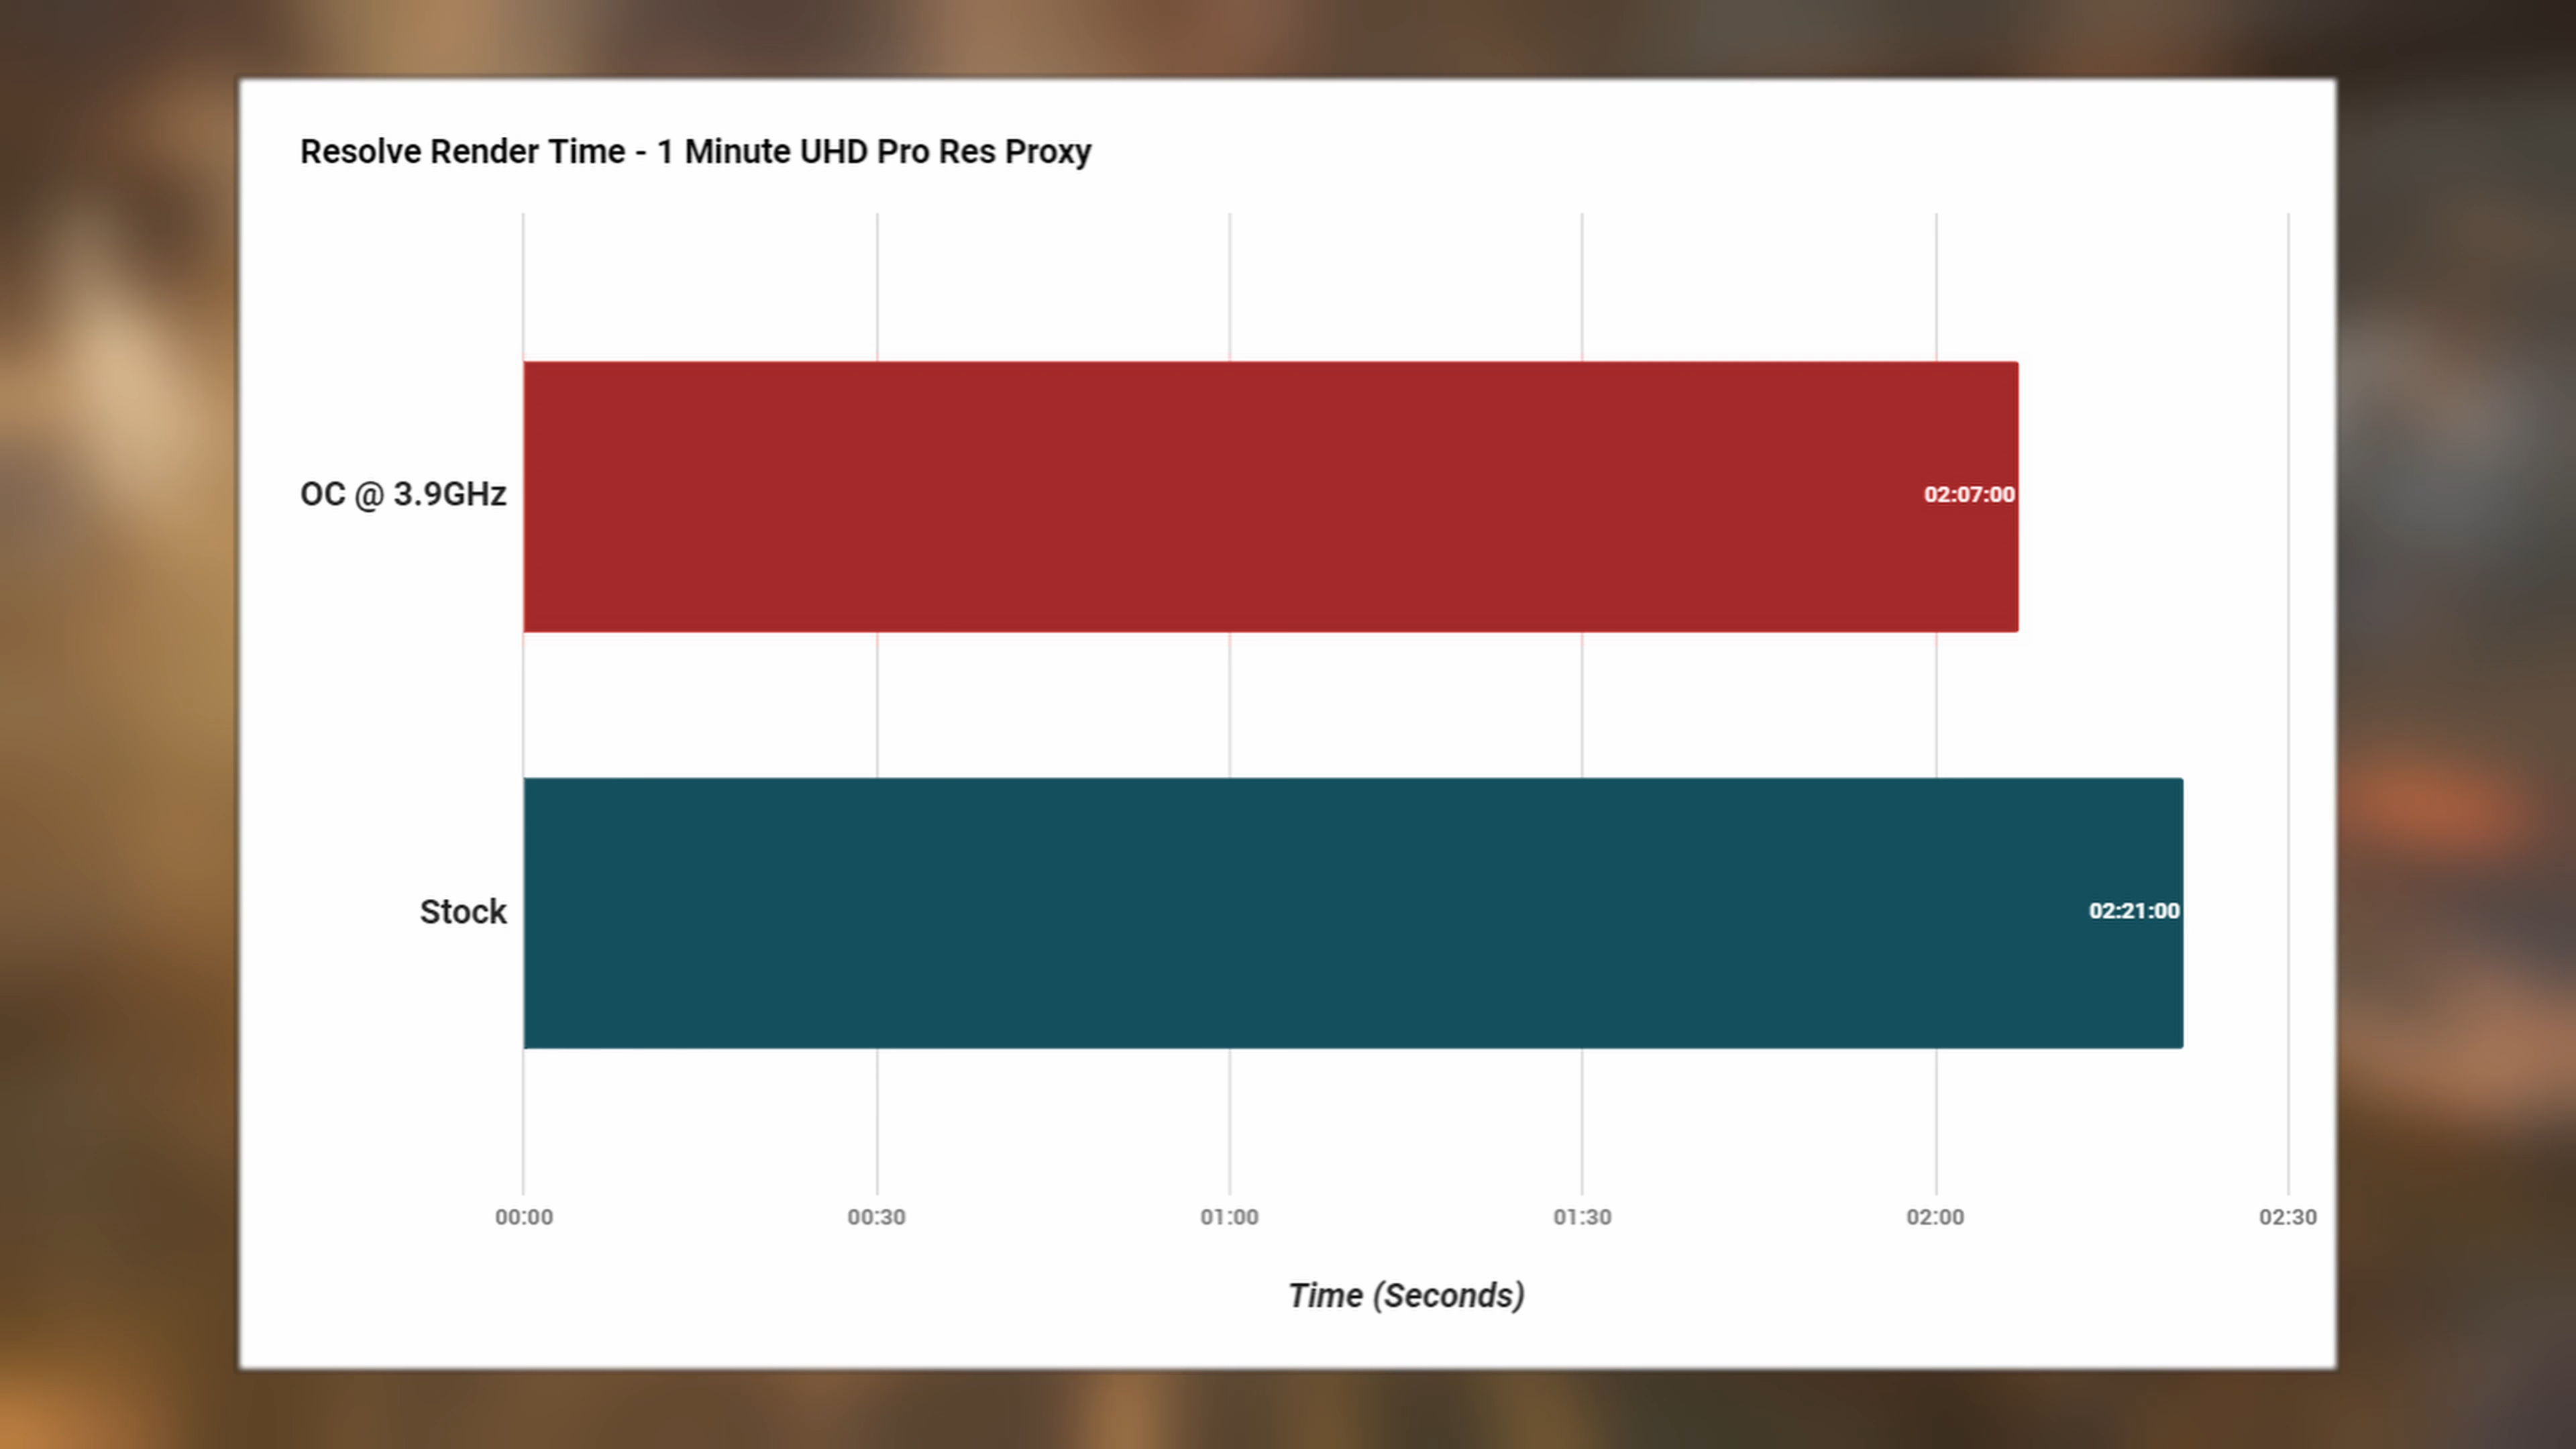 Resolve Render Time - 1 Minute UHD Pro Res Proxy
OC @ 3.9GHz
02:07:00
Stock
02:21:00
00:00 00:30 01:00 01:30 02:00 02:30
Time (Seconds)